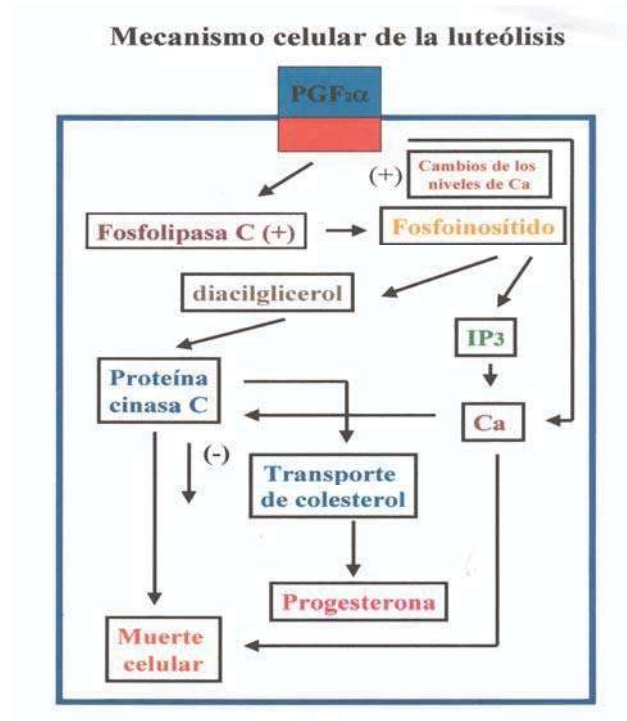 Mecanismo celular de la luteólisis
PGF₂α
(+)
Cambios de los
niveles de Ca
Fosfolipasa C (+)
Fosfoinosítido
diacilglicerol
IP3
Proteína
cinasa C
Ca
(-)
Transporte
de colesterol
Progesterona
Muerte
celular